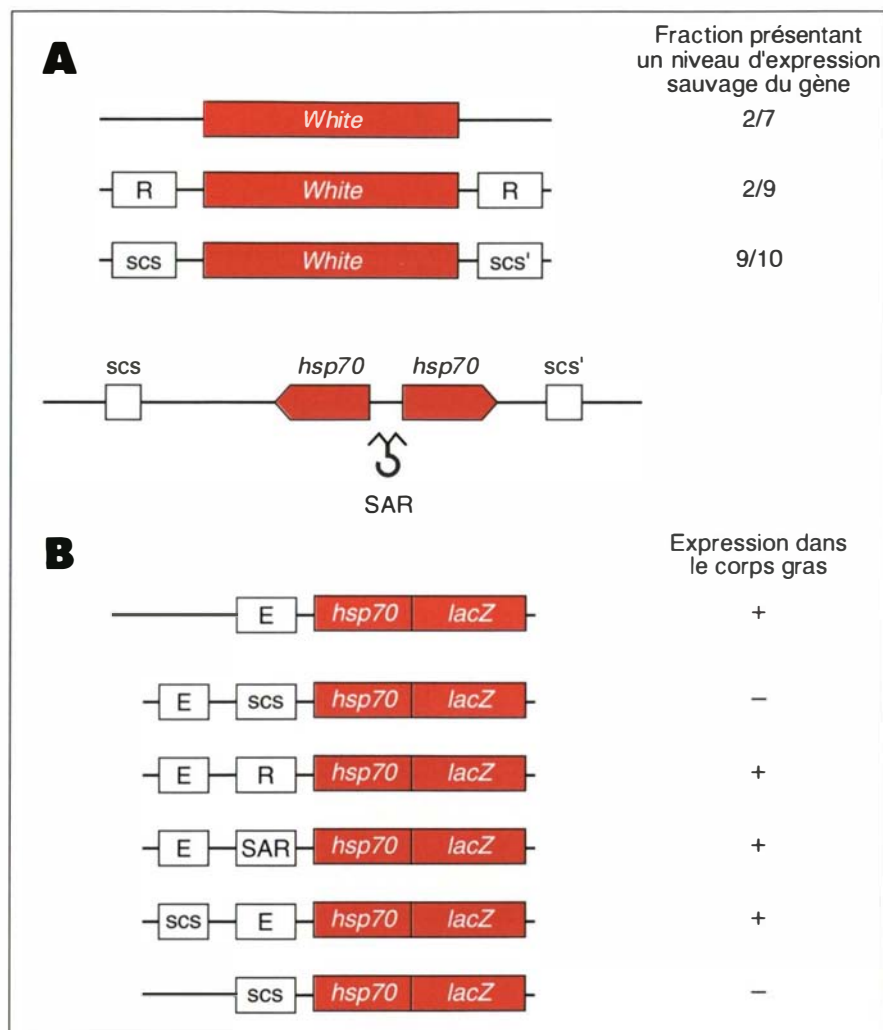 A
Fraction présentant
un niveau d'expression
sauvage du gène
White 2/7
R White R 2/9
scs White scs' 9/10
scs hsp70 hsp70 scs'
SAR
B
Expression dans
le corps gras
E hsp70 lacZ +
E scs hsp70 lacZ –
E R hsp70 lacZ +
E SAR hsp70 lacZ +
scs E hsp70 lacZ +
scs hsp70 lacZ –